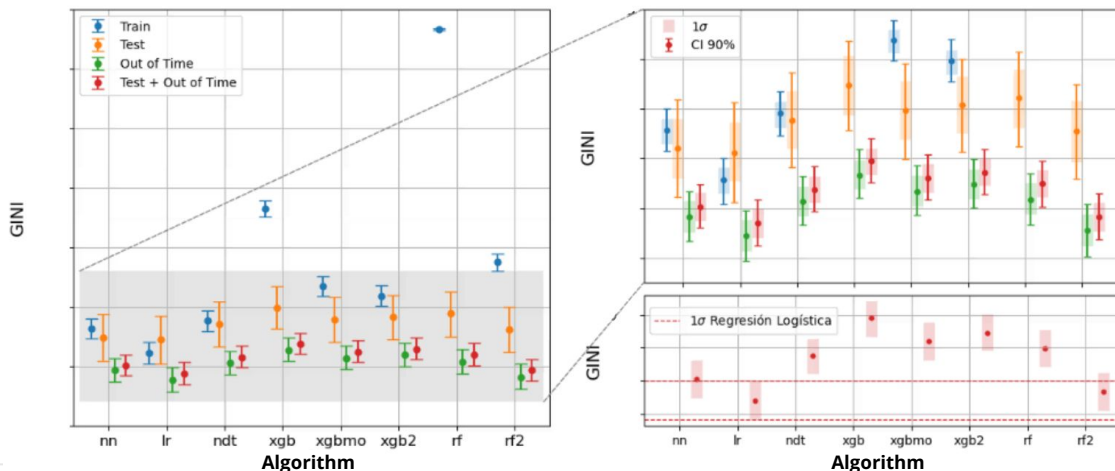 Train
Test
Out of Time
Test + Out of Time
GINI
nn lr ndt xgb xgbmo xgb2 rf rf2
Algorithm
1σ
CI 90%
GINI
1σ Regresión Logística
GINI
nn lr ndt xgb xgbmo xgb2 rf rf2
Algorithm